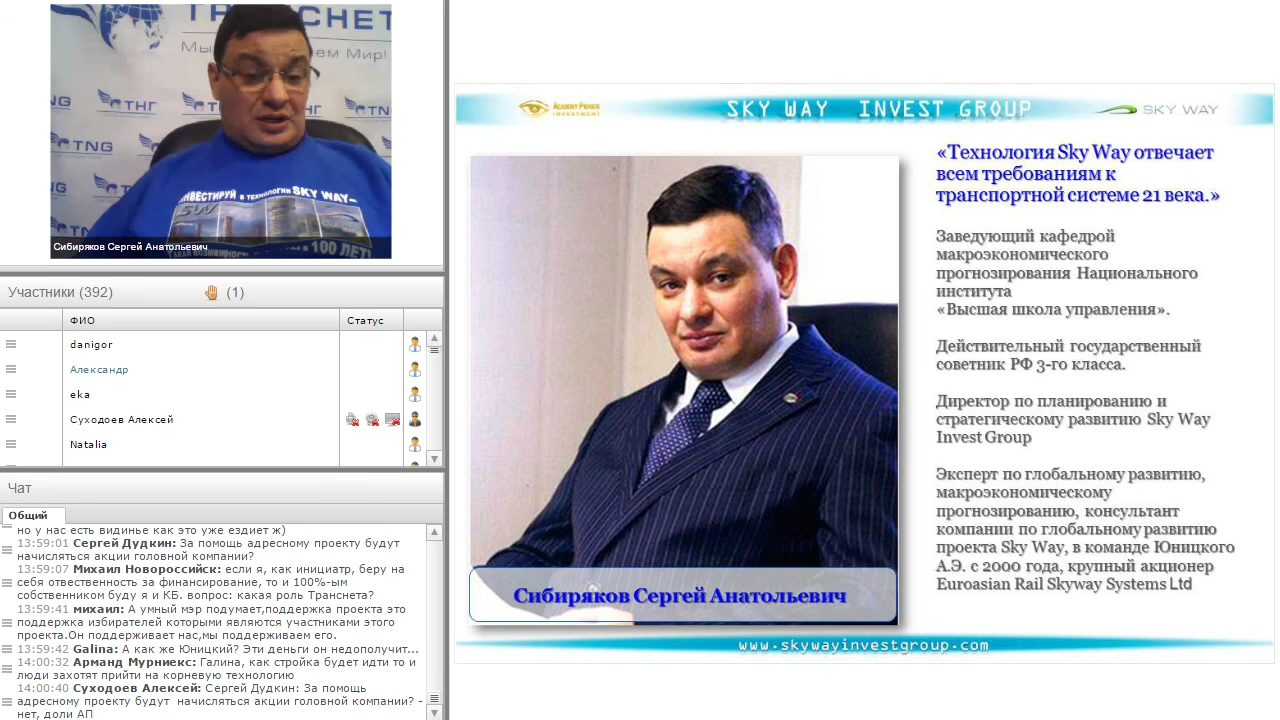 ТРАНСНЕТ
TNG
ТНГ
TNG
TNG
TNG
ИНВЕСТИРУЙ В ТЕХНОЛОГИИ SKY WAY–
SW
В 100 ЛЕТ
Сибиряков Сергей Анатольевич
Участники (392)
(1)
ФИО
Статус
danigor
Александр
eka
Суходоев Алексей
Natalia
Чат
Общий
но у нас есть видинье как это уже ездиет ж)
13:59:01 Сергей Дудкин: За помощь адресному проекту будут
начисляться акции головной компании?
13:59:07 Михаил Новороссийск: если я, как инициатр, беру на
себя отвественность за финансирование, то и 100%-ым
собственником буду я и КБ. вопрос: какая роль Транснета?
13:59:41 михаил: А умный мэр подумает,поддержка проекта это
поддержка избирателей которыми являются участниками этого
проекта.Он поддерживает нас,мы поддерживаем его.
13:59:42 Galina: А как же Юницкий? Эти деньги он недополучит...
14:00:32 Арманд Мурниекс: Галина, как стройка будет идти то и
люди захотят прийти на корневую технологию
14:00:40 Суходоев Алексей: Сергей Дудкин: За помощь
адресному проекту будут начисляться акции головной компании? -
нет, доли АП
ACADEMY PRIVATE
INVESTMENT
SKY WAY INVEST GROUP
SKY WAY
«Технология Sky Way отвечает
всем требованиям к
транспортной системе 21 века.»
Заведующий кафедрой
макроэкономического
прогнозирования Национального
института
«Высшая школа управления».
Действительный государственный
советник РФ 3-го класса.
Директор по планированию и
стратегическому развитию Sky Way
Invest Group
Эксперт по глобальному развитию,
макроэкономическому
прогнозированию, консультант
компании по глобальному развитию
проекта Sky Way, в команде Юницкого
А.Э. с 2000 года, крупный акционер
Euroasian Rail Skyway Systems Ltd
Сибиряков Сергей Анатольевич
www.skywayinvestgroup.com